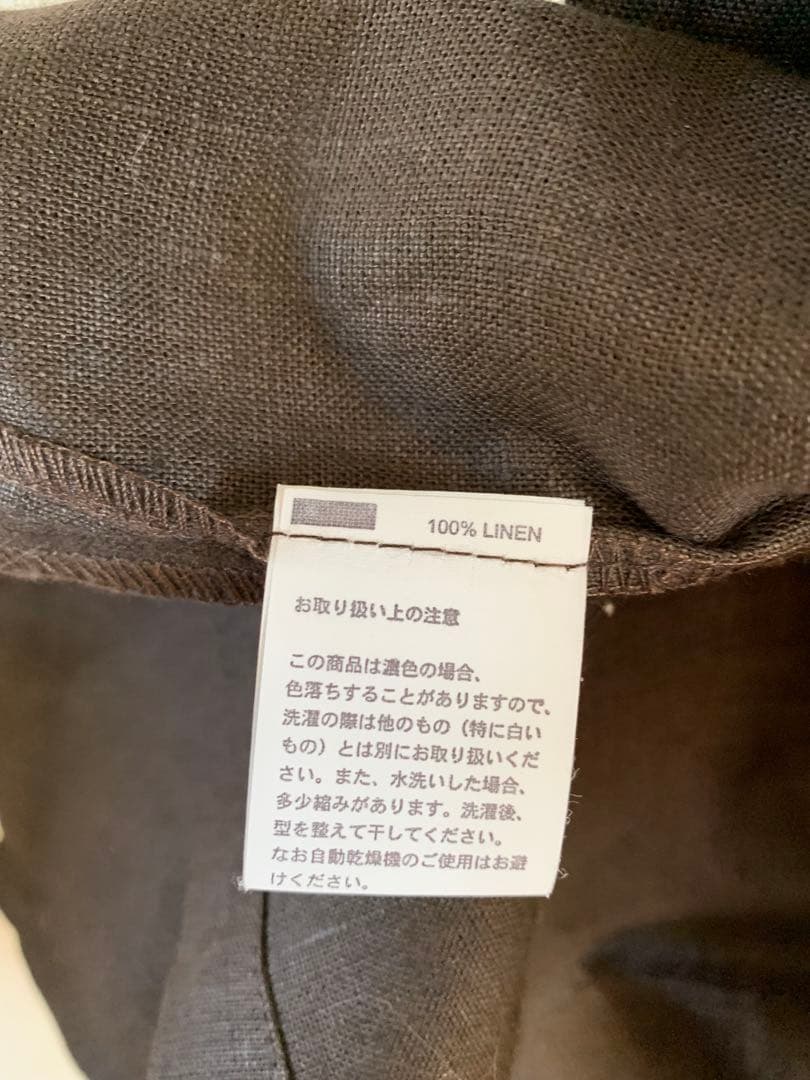 100% LINEN
お取り扱い上の注意
この商品は濃色の場合、
色落ちすることがありますので、
洗濯の際は他のもの（特に白い
もの）とは別にお取り扱いくだ
さい。また、水洗いした場合、
多少縮みがあります。洗濯後、
型を整えて干してください。
なお自動乾燥機のご使用はお避
けください。